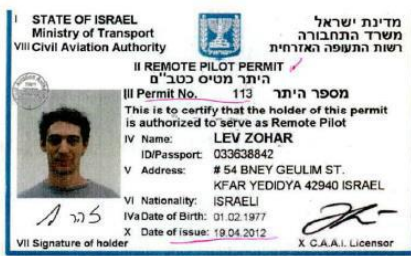 I STATE OF ISRAEL
Ministry of Transport
VIII Civil Aviation Authority
מדינת ישראל
משרד התחבורה
רשות התעופה האזרחית
II REMOTE PILOT PERMIT
היתר מטיס כטב"ם
III Permit No. 113 מספר היתר
This is to certify that the holder of this permit
is authorized to serve as Remote Pilot
IV Name: LEV ZOHAR
ID/Passport: 033638842
V Address: # 54 BNEY GEULIM ST.
KFAR YEDIDYA 42940 ISRAEL
VI Nationality: ISRAELI
IVa Date of Birth: 01.02.1977
X Date of issue: 19.04.2012
VII Signature of holder
X C.A.A.I. Licensor